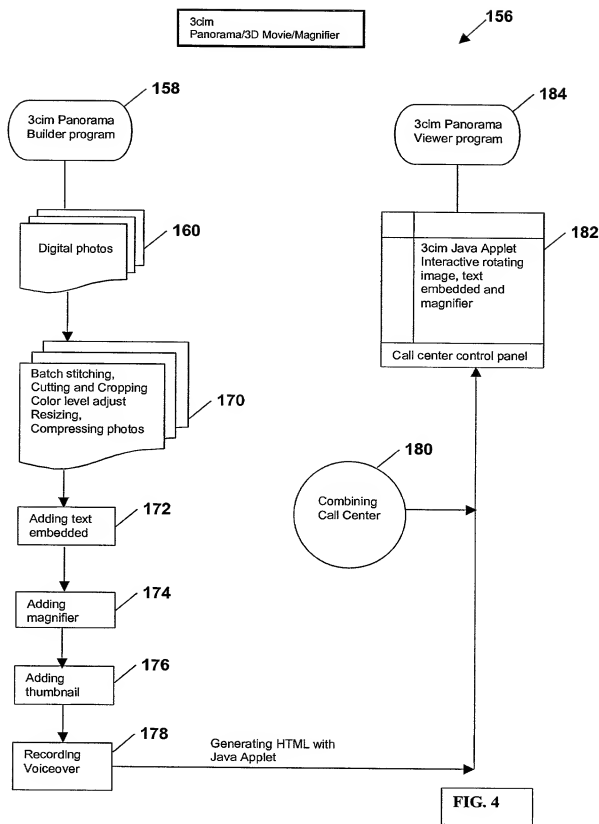 3cim
Panorama/3D Movie/Magnifier
156
158
3cim Panorama
Builder program
160
Digital photos
Batch stitching,
Cutting and Cropping
Color level adjust
Resizing,
Compressing photos
170
Adding text
embedded
172
Adding
magnifier
174
Adding
thumbnail
176
Recording
Voiceover
178
Generating HTML with
Java Applet
180
Combining
Call Center
184
3cim Panorama
Viewer program
182
3cim Java Applet
Interactive rotating
image, text
embedded and
magnifier
Call center control panel
FIG. 4